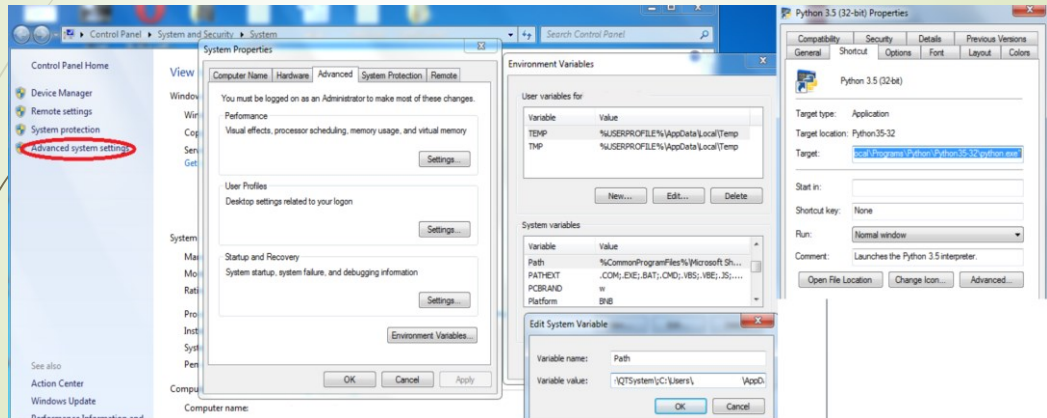 Control Panel ▸ System and Security ▸ System
Search Control Panel
Control Panel Home
Device Manager
Remote settings
System protection
Advanced system settings
See also
Action Center
Windows Update
Performance Information and
View
System
Computer name:
System Properties
Computer Name Hardware Advanced System Protection Remote
You must be logged on as an Administrator to make most of these changes.
Performance
Visual effects, processor scheduling, memory usage, and virtual memory
Settings...
User Profiles
Desktop settings related to your logon
Settings...
Startup and Recovery
System startup, system failure, and debugging information
Settings...
Environment Variables...
OK Cancel Apply
Environment Variables
User variables for
Variable Value
TEMP %USERPROFILE%\AppData\Local\Temp
TMP %USERPROFILE%\AppData\Local\Temp
New... Edit... Delete
System variables
Variable Value
Path %CommonProgramFiles%\Microsoft Sh...
PATHEXT .COM;.EXE;.BAT;.CMD;.VBS;.VBE;.JS;....
PCBRAND w
Platform BNB
Edit System Variable
Variable name: Path
Variable value: :\QTSystem\;C:\Users\, \AppD
OK Cancel
Python 3.5 (32-bit) Properties
Compatibility Security Details Previous Versions
General Shortcut Options Font Layout Colors
Python 3.5 (32-bit)
Target type: Application
Target location: Python35-32
Target: ocal\Programs\Python\Python35-32\python.exe"
Start in:
Shortcut key: None
Run: Normal window
Comment: Launches the Python 3.5 interpreter.
Open File Location Change Icon... Advanced...